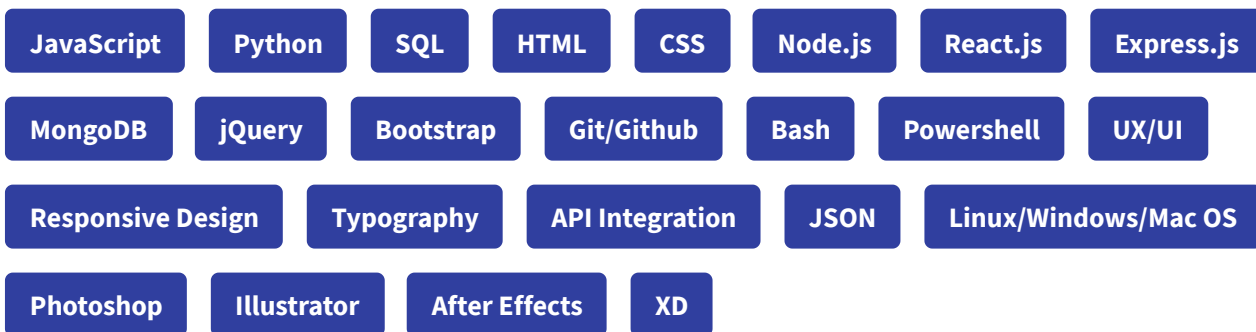 JavaScript Python SQL HTML CSS Node.js React.js Express.js
MongoDB jQuery Bootstrap Git/Github Bash Powershell UX/UI
Responsive Design Typography API Integration JSON Linux/Windows/Mac OS
Photoshop Illustrator After Effects XD